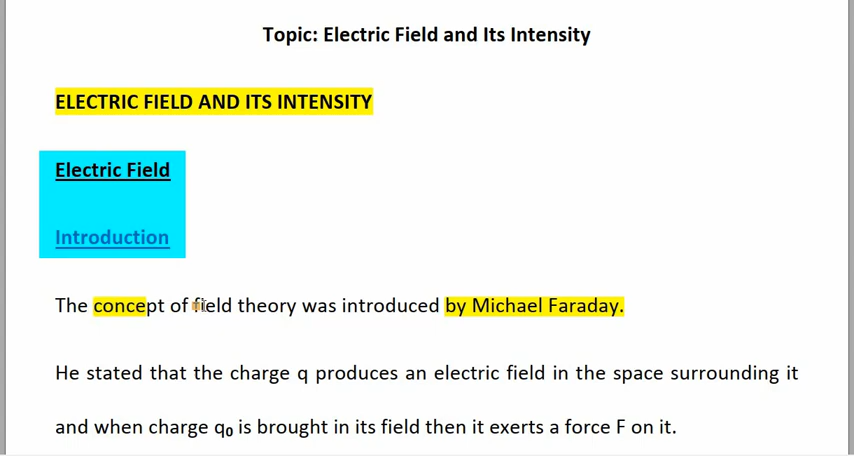 Topic: Electric Field and Its Intensity
ELECTRIC FIELD AND ITS INTENSITY
Electric Field
Introduction
The concept of field theory was introduced by Michael Faraday.
He stated that the charge q produces an electric field in the space surrounding it
and when charge q₀ is brought in its field then it exerts a force F on it.